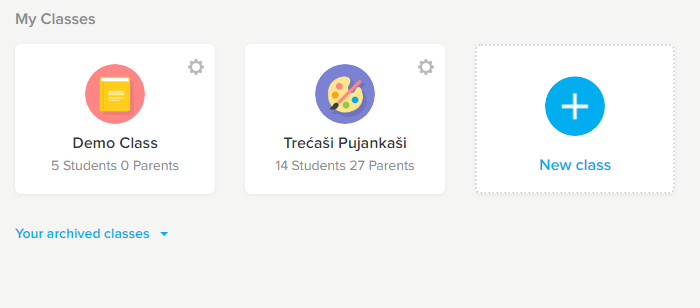 My Classes
Demo Class
5 Students 0 Parents
Trećaši Pujankaši
14 Students 27 Parents
New class
Your archived classes